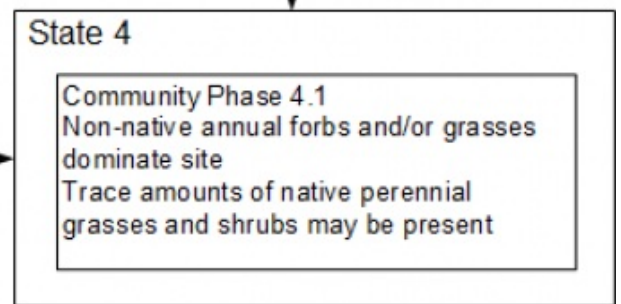 State 4
Community Phase 4.1
Non-native annual forbs and/or grasses
dominate site
Trace amounts of native perennial
grasses and shrubs may be present